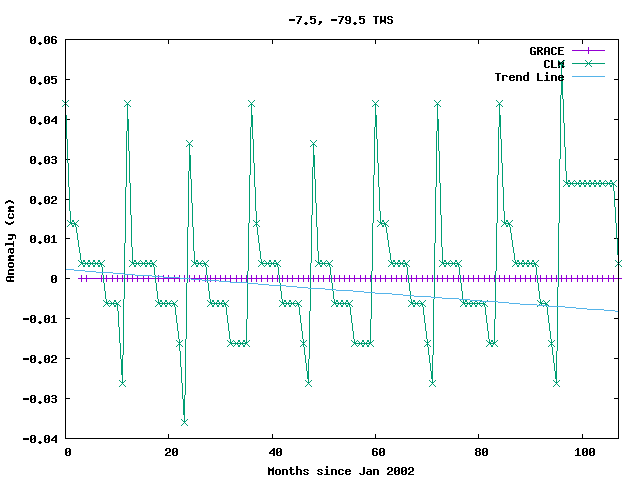 -7.5, -79.5 TWS
0.06
0.05
0.04
0.03
0.02
0.01
0
-0.01
-0.02
-0.03
-0.04
Anomaly (cm)
GRACE
CLM
Trend Line
0 20 40 60 80 100
Months since Jan 2002